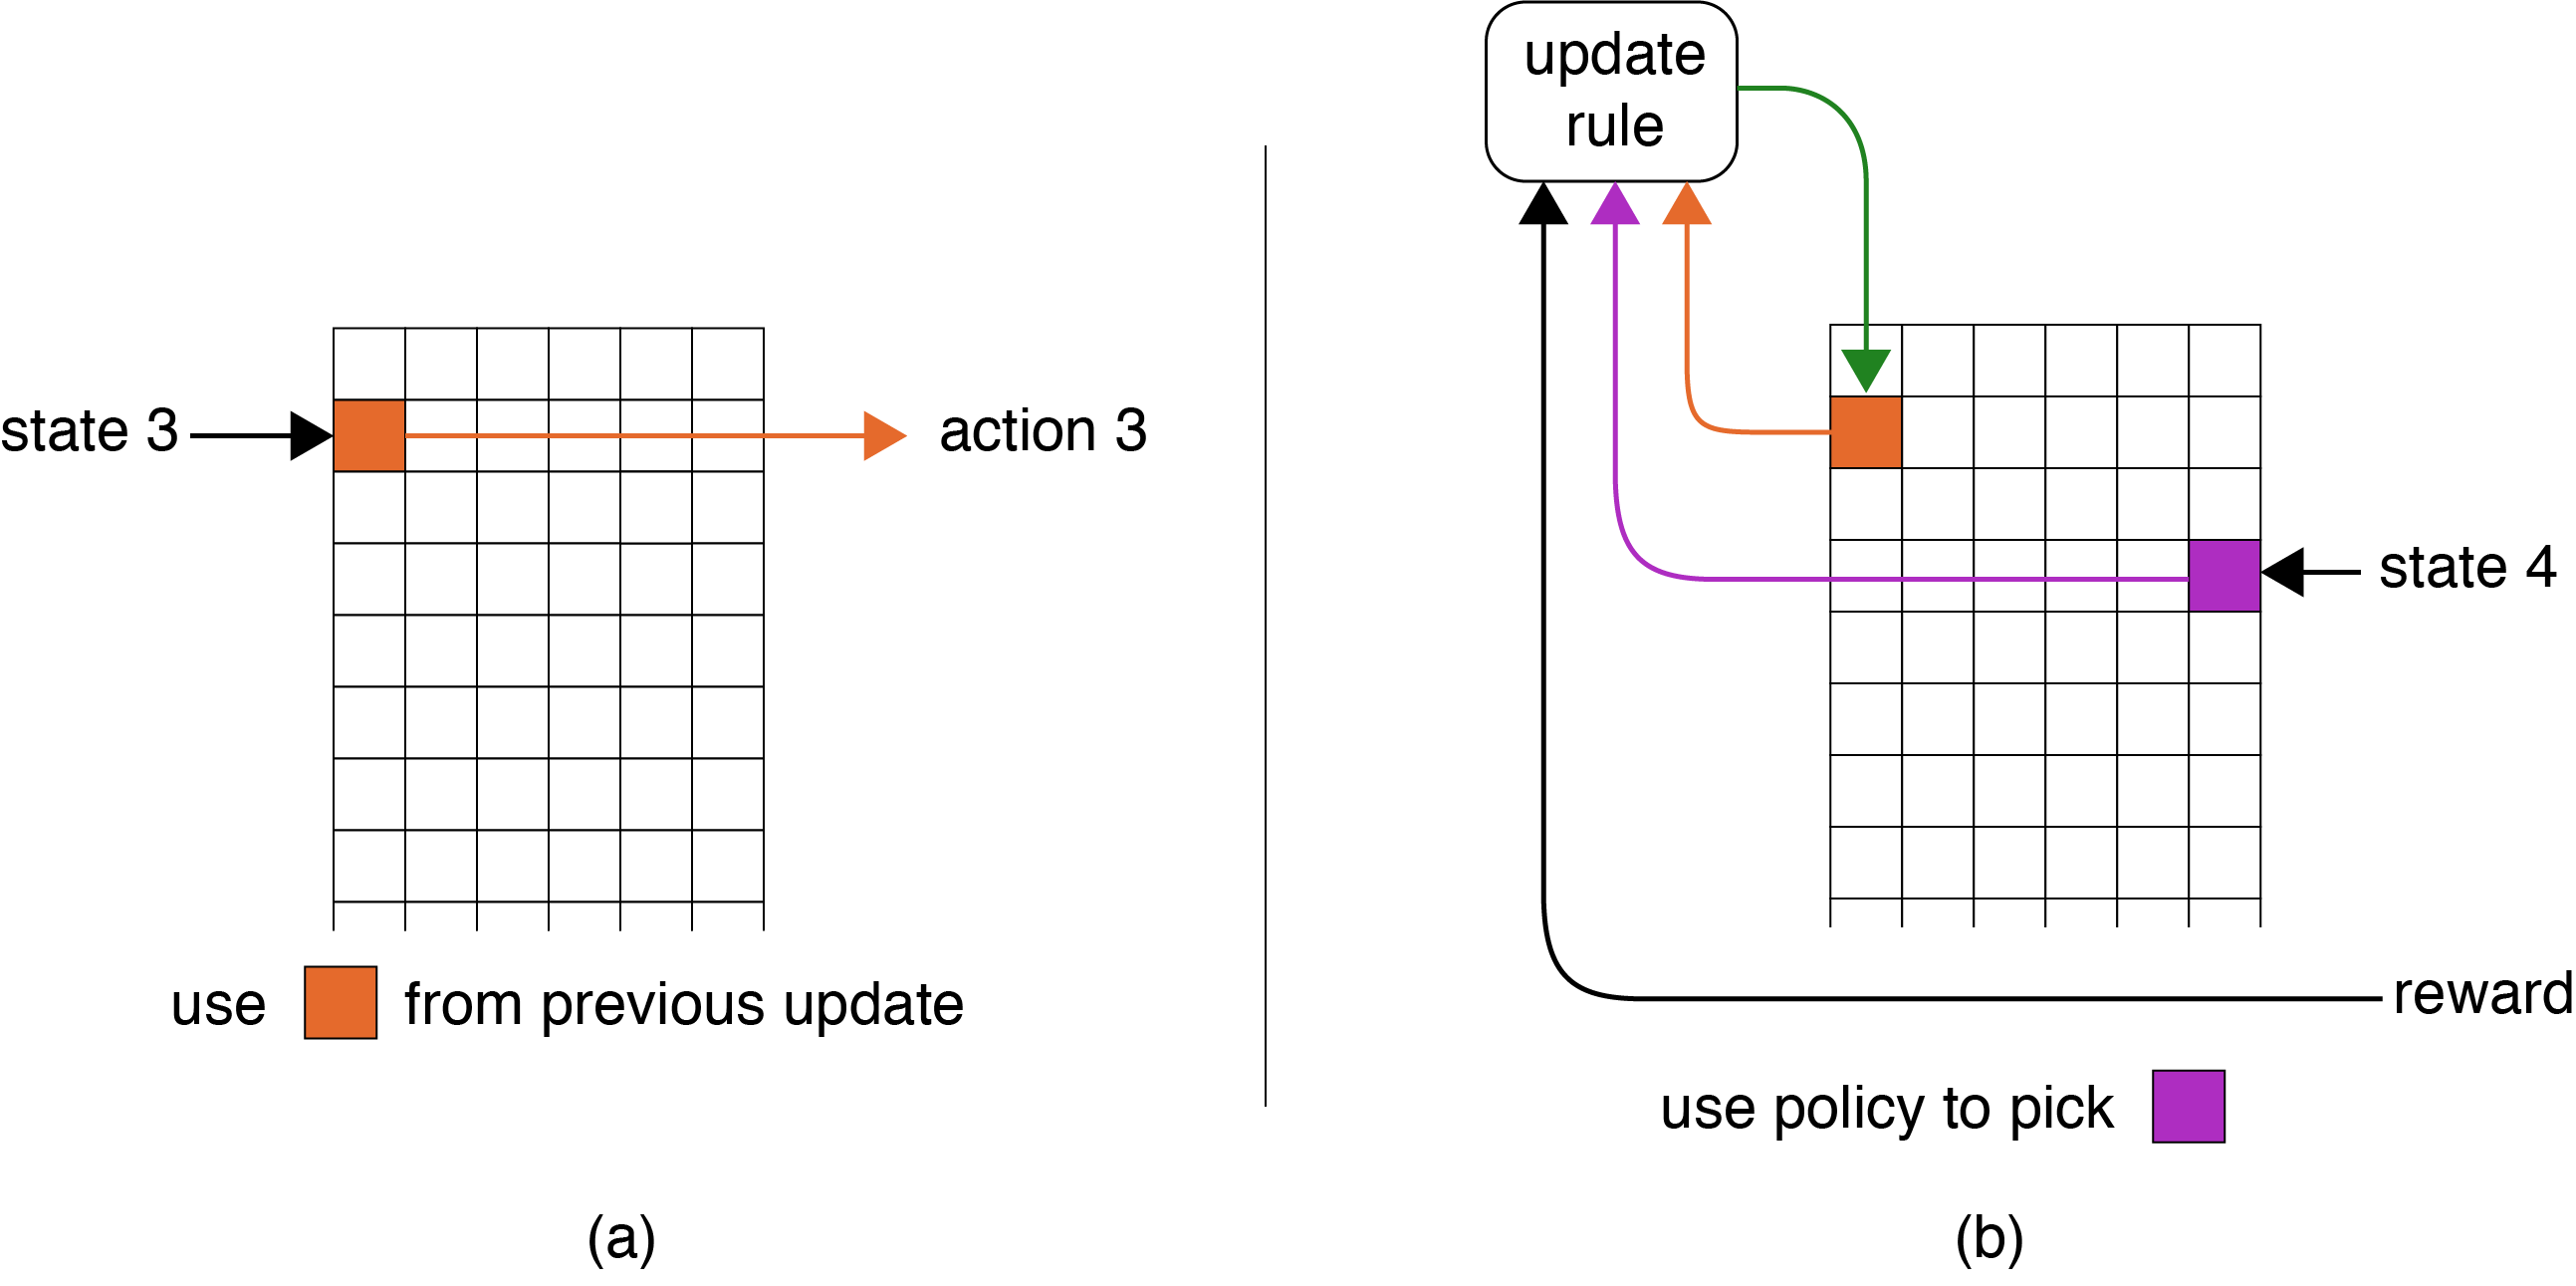 state 3
action 3
use from previous update
(a)
update
rule
state 4
reward
use policy to pick
(b)